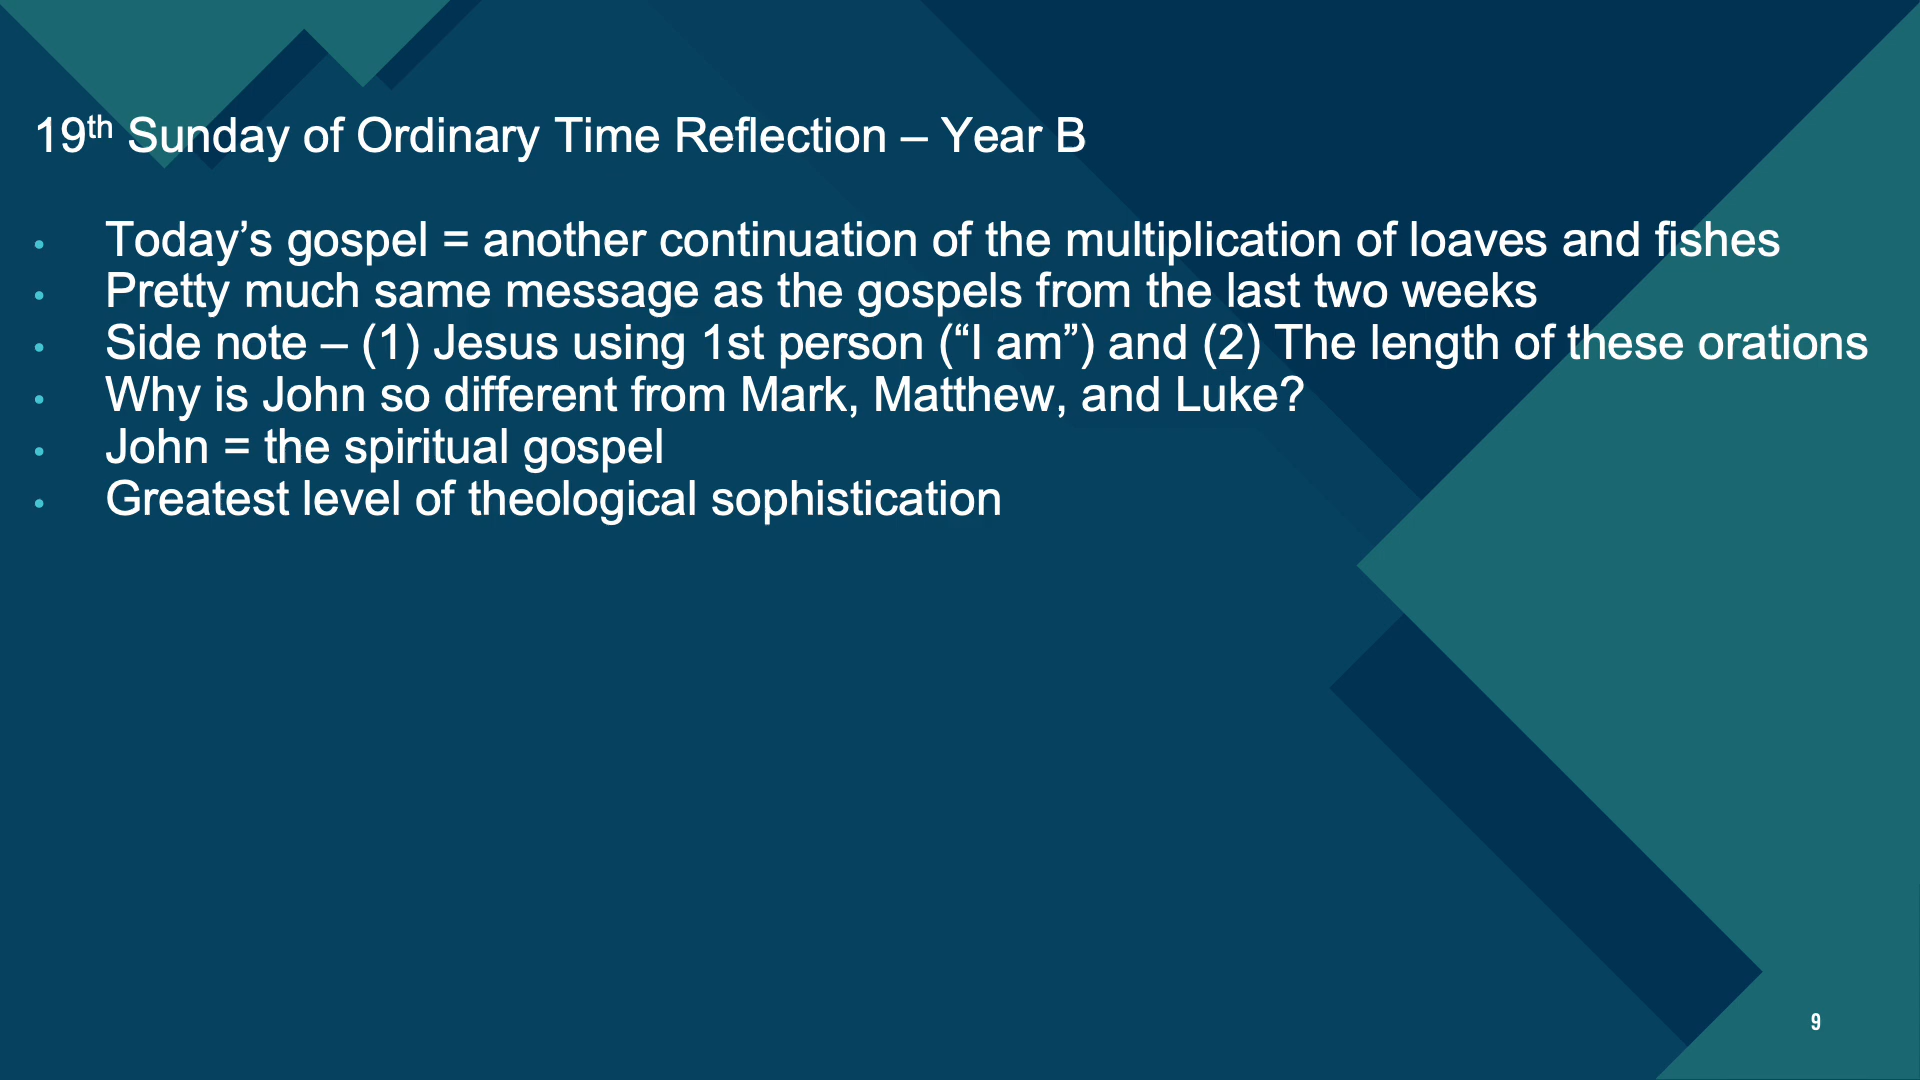 19th Sunday of Ordinary Time Reflection – Year B
• Today’s gospel = another continuation of the multiplication of loaves and fishes
• Pretty much same message as the gospels from the last two weeks
• Side note – (1) Jesus using 1st person (“I am”) and (2) The length of these orations
• Why is John so different from Mark, Matthew, and Luke?
• John = the spiritual gospel
• Greatest level of theological sophistication
9